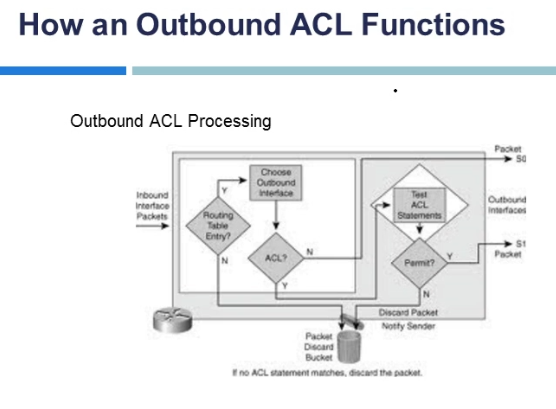 How an Outbound ACL Functions
Outbound ACL Processing
Packet
S0
Choose
Outbound
Interface
Test
ACL
Statements
Inbound
Interface
Packets
Y
Routing
Table
Entry?
Outbound
Interfaces
N
ACL?
N
Permit?
Y
S1
Packet
Y
N
Discard Packet
Notify Sender
Packet
Discard
Bucket
If no ACL statement matches, discard the packet.